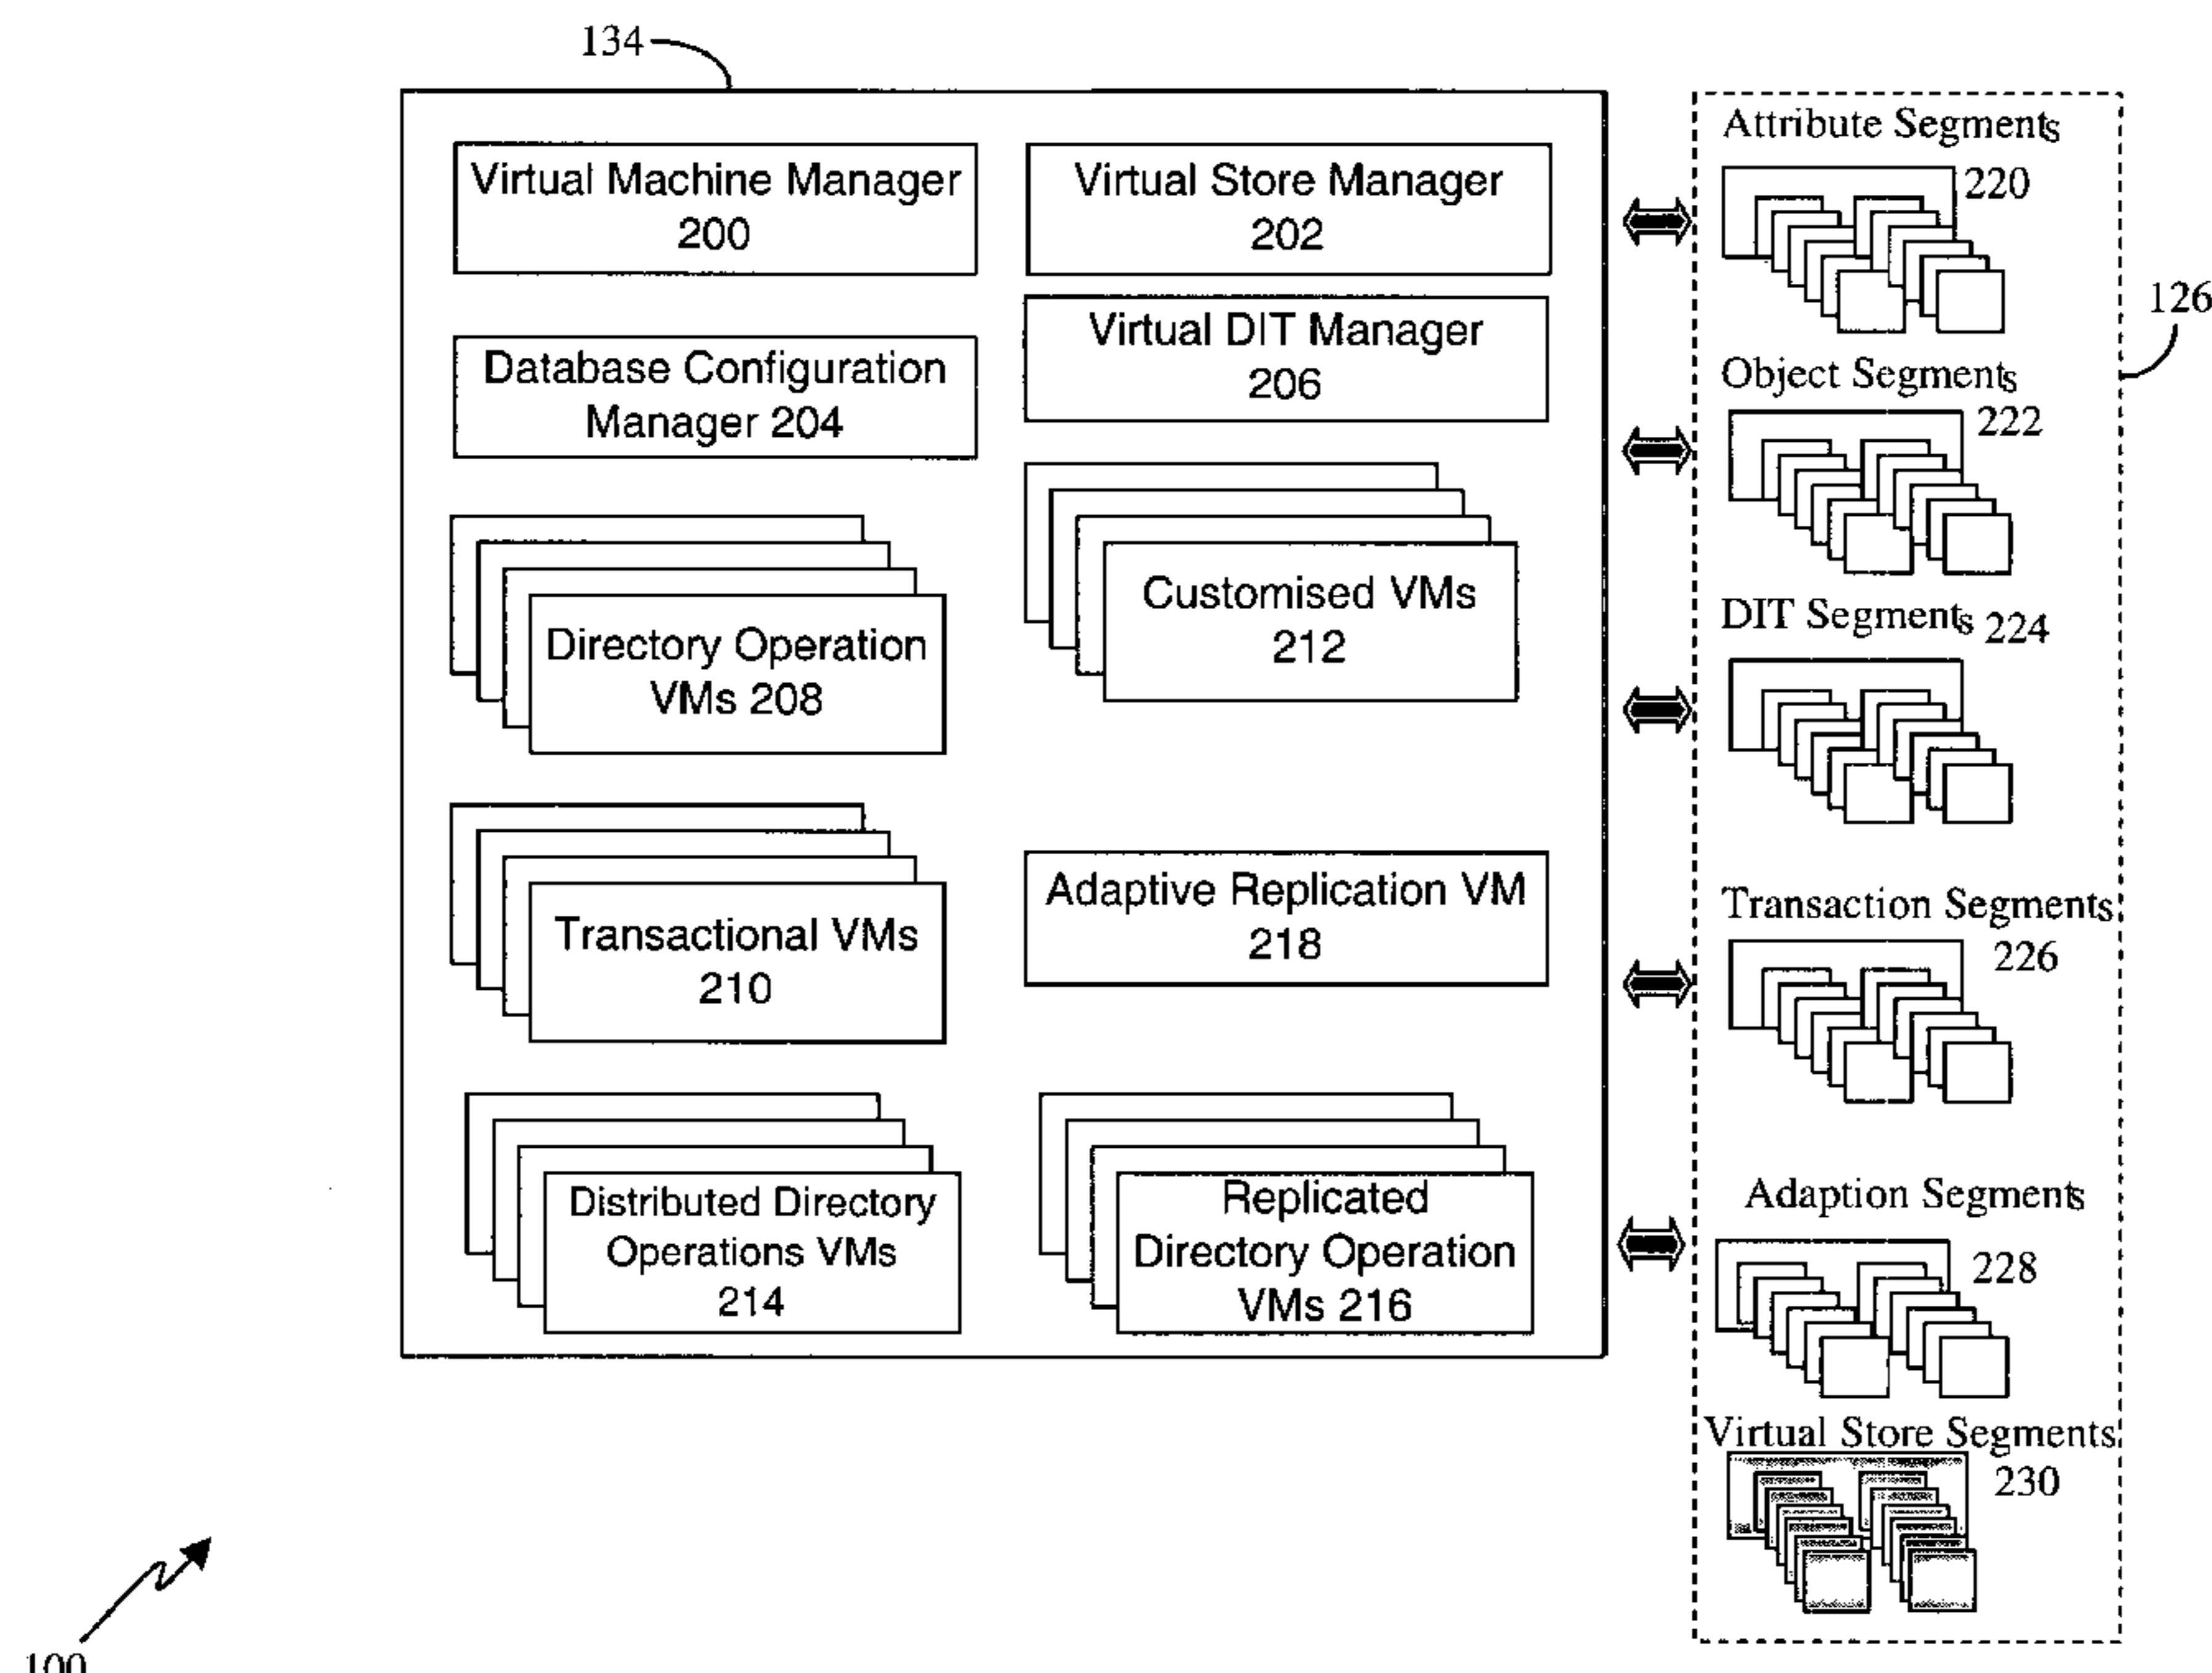 134
Virtual Machine Manager
200
Virtual Store Manager
202
Database Configuration
Manager 204
Virtual DIT Manager
206
Directory Operation
VMs 208
Customised VMs
212
Transactional VMs
210
Adaptive Replication VM
218
Distributed Directory
Operations VMs
214
Replicated
Directory Operation
VMs 216
Attribute Segments
220
126
Object Segments
222
DIT Segments 224
Transaction Segments
226
Adaption Segments
228
Virtual Store Segments
230
100